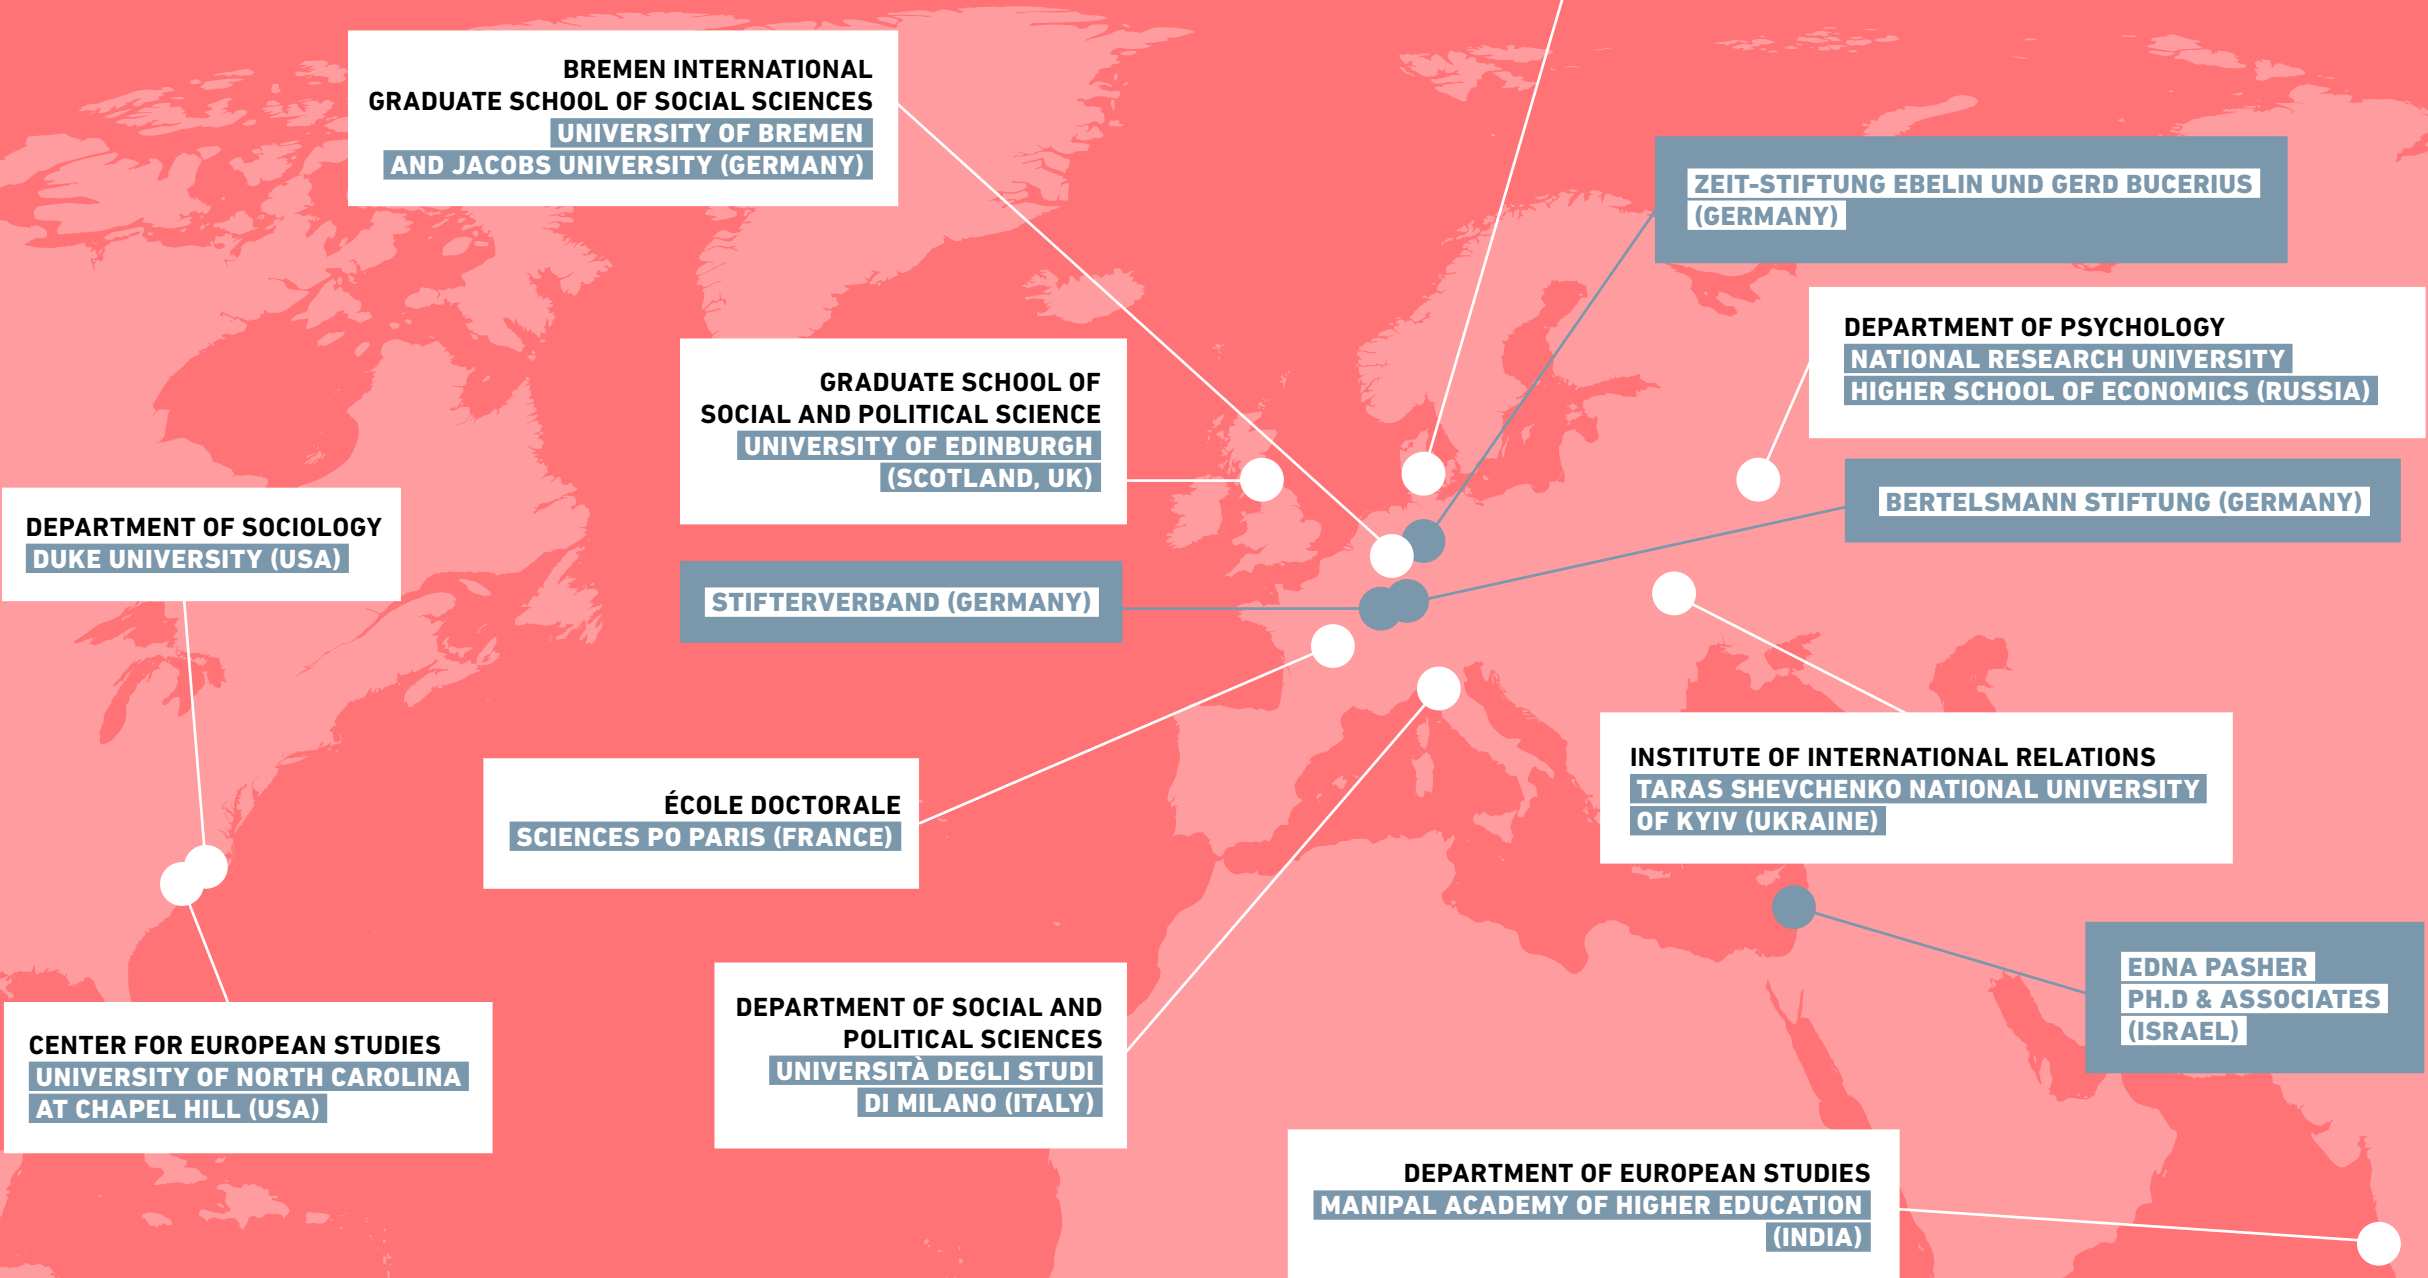 BREMEN INTERNATIONAL
GRADUATE SCHOOL OF SOCIAL SCIENCES
UNIVERSITY OF BREMEN
AND JACOBS UNIVERSITY (GERMANY)
ZEIT-STIFTUNG EBELIN UND GERD BUCERIUS
(GERMANY)
DEPARTMENT OF PSYCHOLOGY
NATIONAL RESEARCH UNIVERSITY
HIGHER SCHOOL OF ECONOMICS (RUSSIA)
GRADUATE SCHOOL OF
SOCIAL AND POLITICAL SCIENCE
UNIVERSITY OF EDINBURGH
(SCOTLAND, UK)
BERTELSMANN STIFTUNG (GERMANY)
DEPARTMENT OF SOCIOLOGY
DUKE UNIVERSITY (USA)
STIFTERVERBAND (GERMANY)
INSTITUTE OF INTERNATIONAL RELATIONS
TARAS SHEVCHENKO NATIONAL UNIVERSITY
OF KYIV (UKRAINE)
ÉCOLE DOCTORALE
SCIENCES PO PARIS (FRANCE)
EDNA PASHER
PH.D & ASSOCIATES
(ISRAEL)
DEPARTMENT OF SOCIAL AND
POLITICAL SCIENCES
UNIVERSITÀ DEGLI STUDI
DI MILANO (ITALY)
CENTER FOR EUROPEAN STUDIES
UNIVERSITY OF NORTH CAROLINA
AT CHAPEL HILL (USA)
DEPARTMENT OF EUROPEAN STUDIES
MANIPAL ACADEMY OF HIGHER EDUCATION
(INDIA)